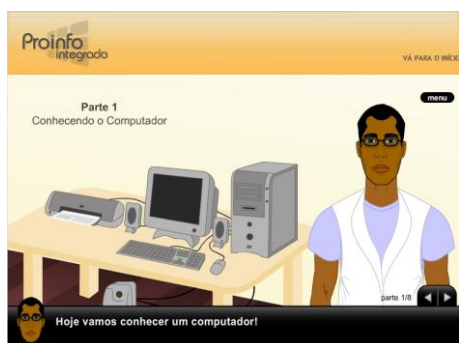 Proinfo
integrado
VÁ PARA O INÍCIO
menu
Parte 1
Conhecendo o Computador
parte 1/8
Hoje vamos conhecer um computador!